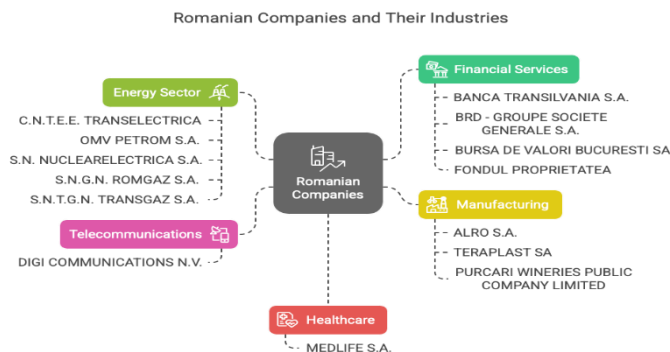 Romanian Companies and Their Industries
Energy Sector
C.N.T.E.E. TRANSELECTRICA
OMV PETROM S.A.
S.N. NUCLEARELECTRICA S.A.
S.N.G.N. ROMGAZ S.A.
S.N.T.G.N. TRANSGAZ S.A.
Telecommunications
DIGI COMMUNICATIONS N.V.
Romanian
Companies
Financial Services
BANCA TRANSILVANIA S.A.
BRD - GROUPE SOCIETE
GENERALE S.A.
BURSA DE VALORI BUCURESTI SA
FONDUL PROPRIETATEA
Manufacturing
ALRO S.A.
TERAPLAST SA
PURCARI WINERIES PUBLIC
COMPANY LIMITED
Healthcare
MEDLIFE S.A.